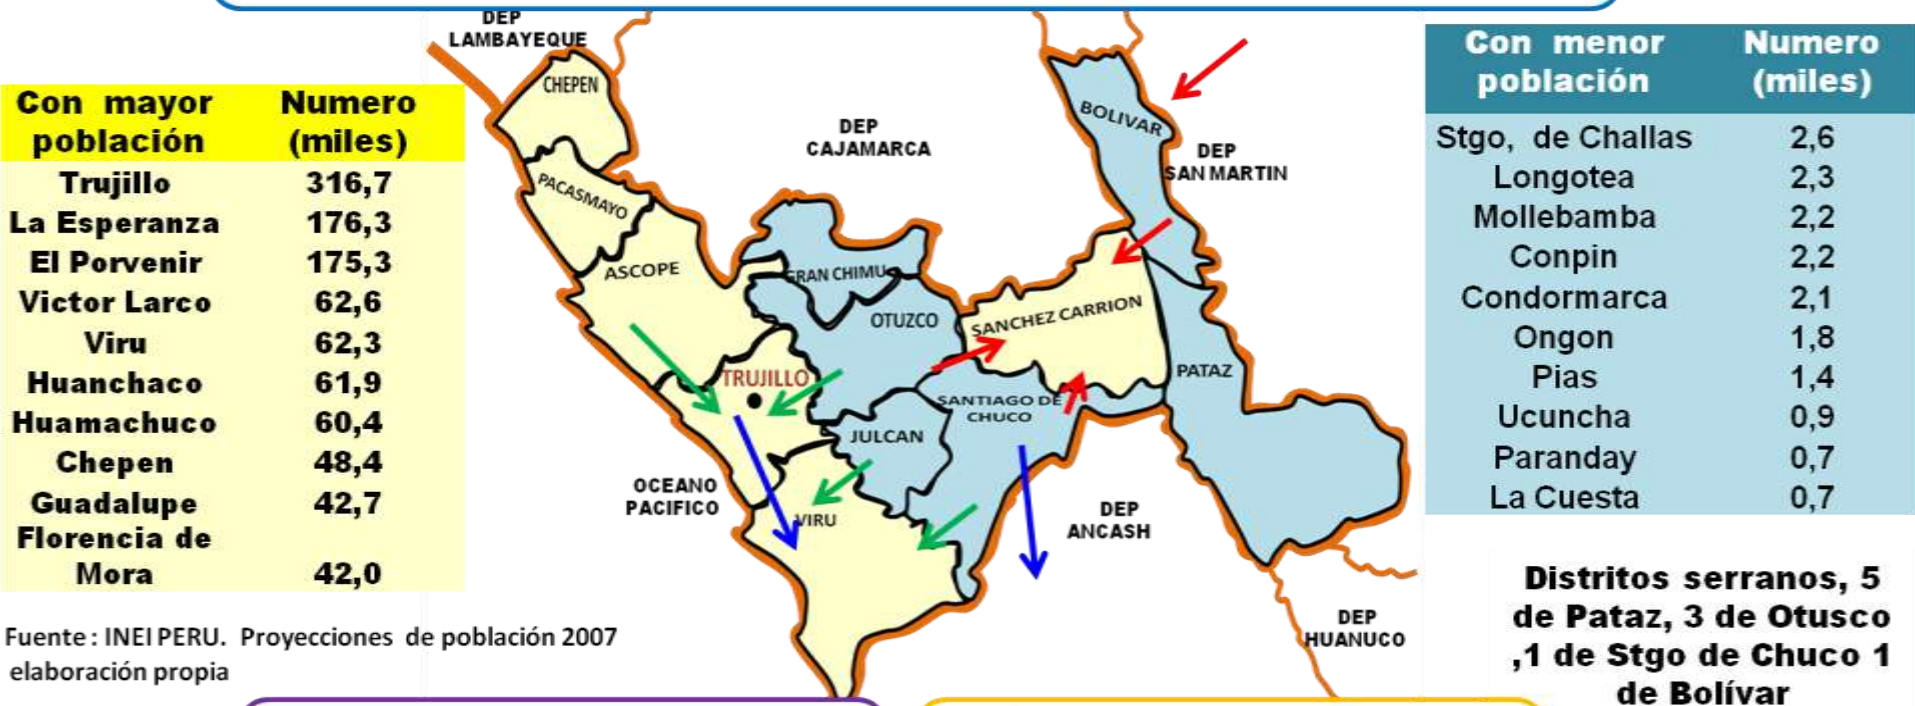 Con mayor población Numero (miles)
Trujillo 316,7
La Esperanza 176,3
El Porvenir 175,3
Victor Larco 62,6
Viru 62,3
Huanchaco 61,9
Huamachuco 60,4
Chepen 48,4
Guadalupe 42,7
Florencia de Mora 42,0
Fuente : INEI PERU. Proyecciones de población 2007
elaboración propia
DEP
LAMBAYEQUE
CHEPEN
PACASMAYO
ASCOPE
DEP
CAJAMARCA
GRAN CHIMU
OTUZCO
TRUJILLO
JULCAN
VIRU
OCEANO
PACIFICO
BOLIVAR
DEP
SAN MARTIN
SANCHEZ CARRION
PATAZ
SANTIAGO DE
CHUCO
DEP
ANCASH
DEP
HUANUCO
Con menor población Numero (miles)
Stgo, de Challas 2,6
Longotea 2,3
Mollebamba 2,2
Conpin 2,2
Condormarca 2,1
Ongon 1,8
Pias 1,4
Ucuncha 0,9
Paranday 0,7
La Cuesta 0,7
Distritos serranos, 5
de Pataz, 3 de Otusco
,1 de Stgo de Chuco 1
de Bolívar